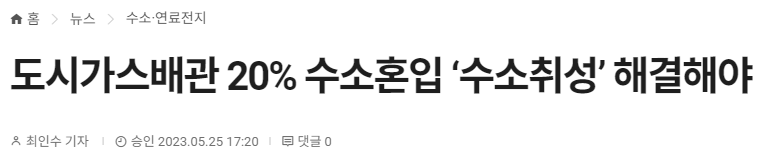 홈 뉴스 수소·연료전지
도시가스배관 20% 수소혼입 ‘수소취성’ 해결해야
최인수 기자 승인 2023.05.25 17:20 댓글 0